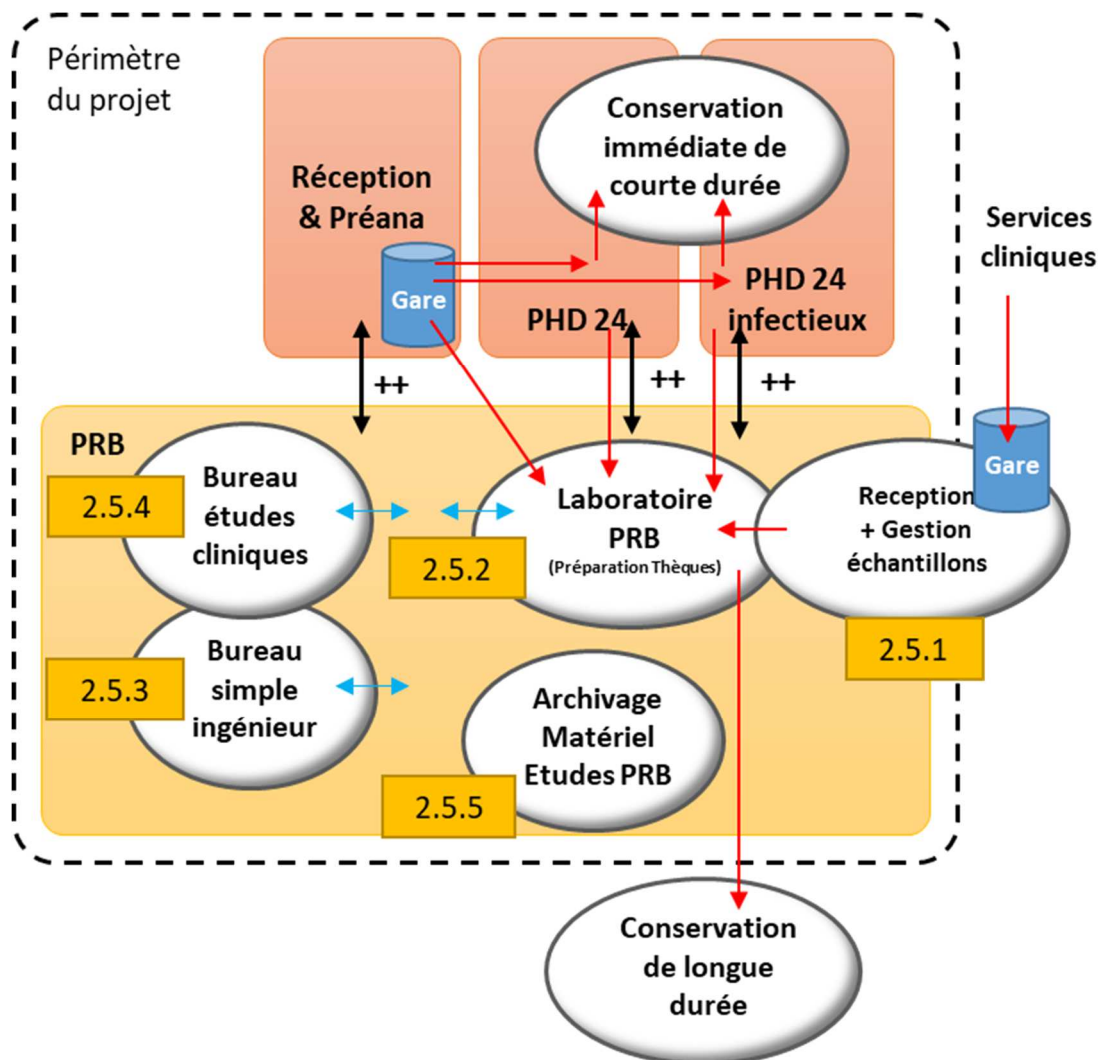 Périmètre
du projet
Réception
& Préana
Gare
Conservation
immédiate de
courte durée
PHD 24
PHD 24
infectieux
Services
cliniques
++
++
++
PRB
2.5.4
Bureau
études
cliniques
2.5.2
Laboratoire
PRB
(Préparation Thèques)
Gare
Reception
+ Gestion
échantillons
2.5.1
2.5.3
Bureau
simple
ingénieur
Archivage
Matériel
Etudes PRB
2.5.5
Conservation
de longue
durée